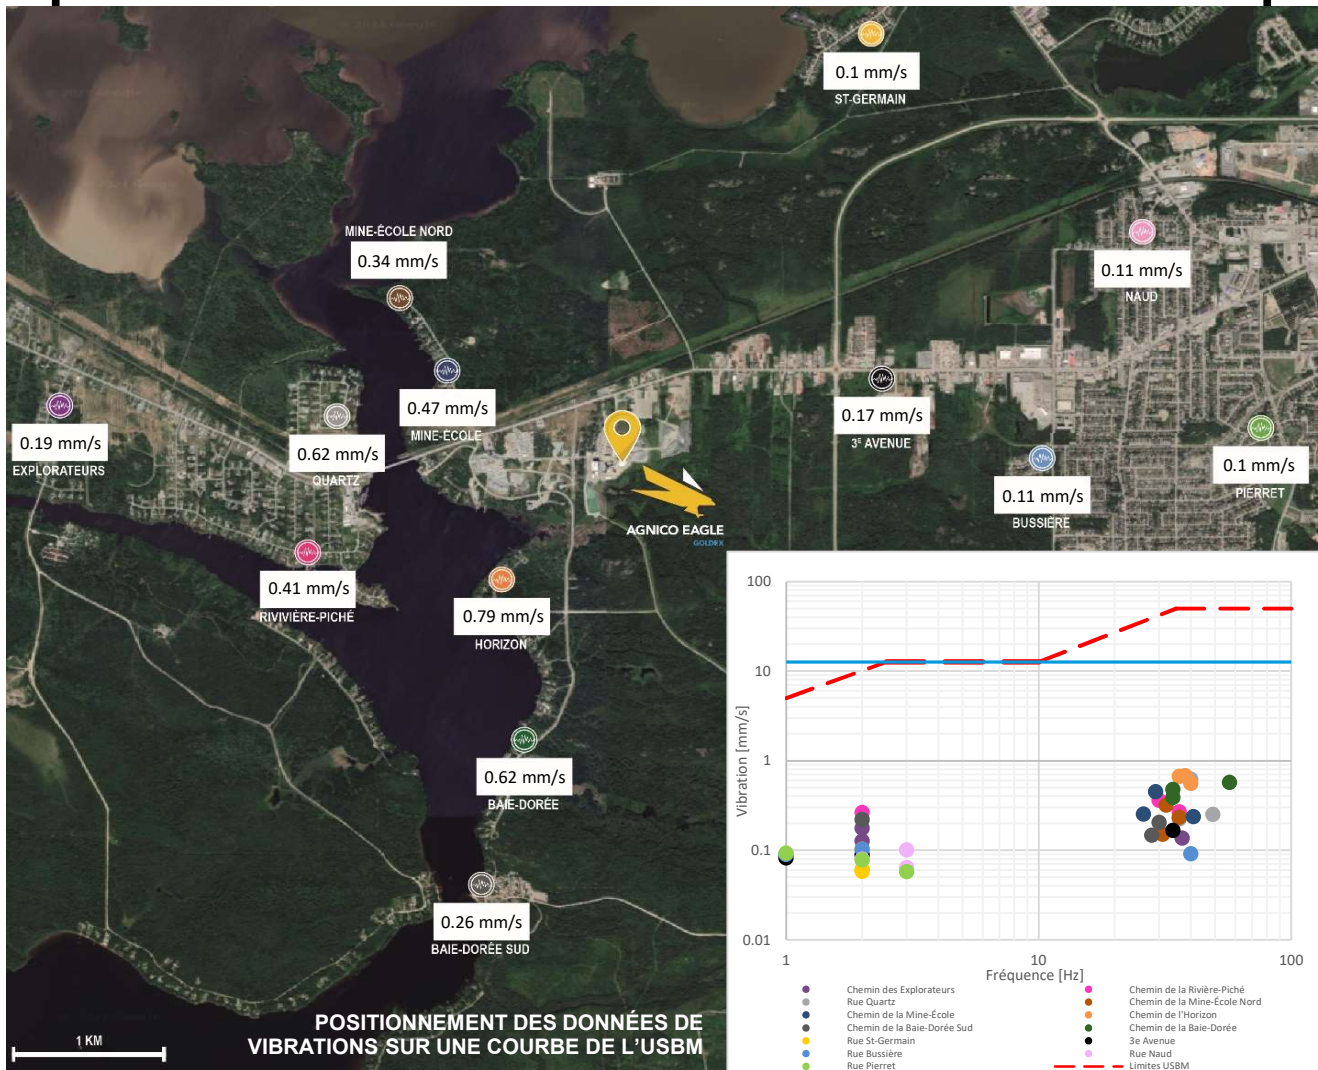 0.1 mm/s
ST-GERMAIN
MINE-ÉCOLE NORD
0.34 mm/s
0.11 mm/s
NAUD
0.47 mm/s
MINE-ÉCOLE
0.17 mm/s
3E AVENUE
0.19 mm/s
EXPLORATEURS
0.62 mm/s
QUARTZ
0.1 mm/s
PIERRET
0.11 mm/s
BUSSIÈRE
AGNICO EAGLE
GOLDEX
0.41 mm/s
RIVIVIÈRE-PICHÉ
0.79 mm/s
HORIZON
0.62 mm/s
BAIE-DORÉE
0.26 mm/s
BAIE-DORÉE SUD
POSITIONNEMENT DES DONNÉES DE
VIBRATIONS SUR UNE COURBE DE L'USBM
1 KM
100
10
1
0.1
0.01
Vibration [mm/s]
1
10
100
Fréquence [Hz]
Chemin des Explorateurs
Chemin de la Rivière-Piché
Rue Quartz
Chemin de la Mine-École Nord
Chemin de la Mine-École
Chemin de l'Horizon
Chemin de la Baie-Dorée Sud
Chemin de la Baie-Dorée
Rue St-Germain
3e Avenue
Rue Bussière
Rue Naud
Rue Pierret
Limites USBM